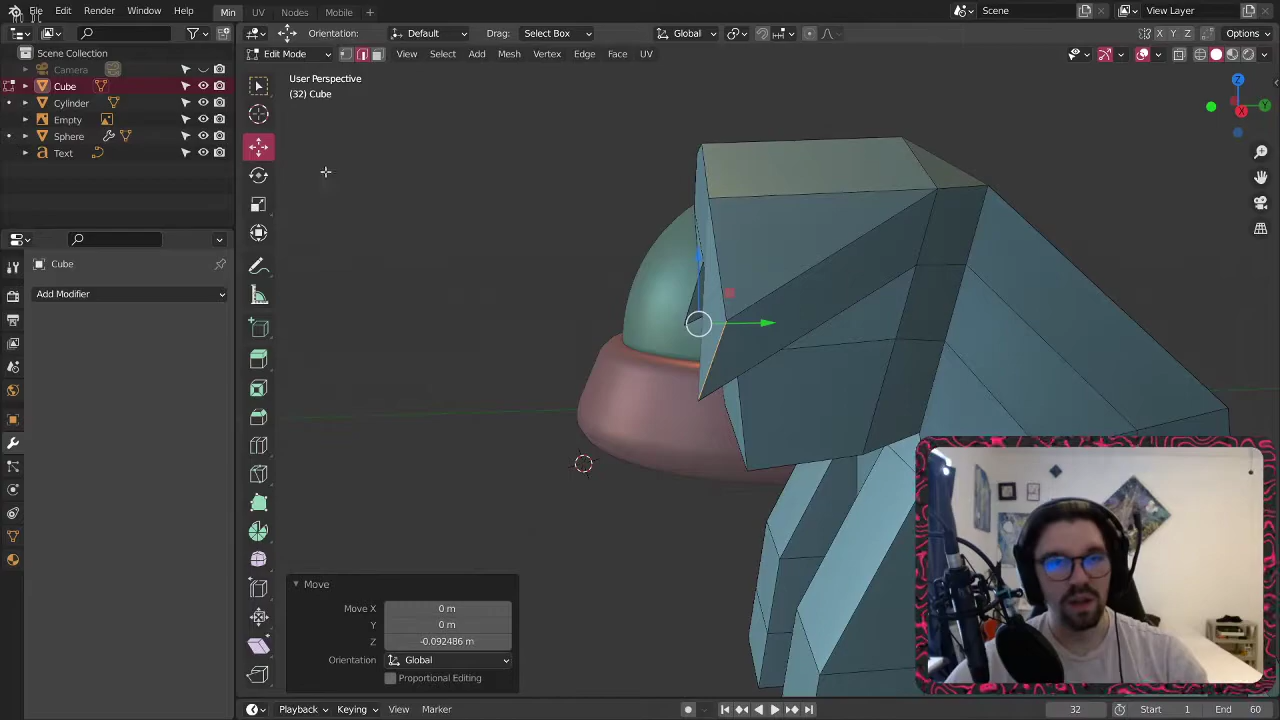 File Edit Render Window Help Min UV Nodes Mobile + Scene View Layer
Orientation: Default Drag: Select Box Global X Y Z Options
Edit Mode View Select Add Mesh Vertex Edge Face UV
Scene Collection
Camera
Cube
Cylinder
Empty
Sphere
Text
User Perspective
(32) Cube
Z
X
Y
Cube
Add Modifier
Move
Move X 0 m
Y 0 m
Z -0.092486 m
Orientation Global
Proportional Editing
Playback Keying View Marker 32 Start 1 End 60